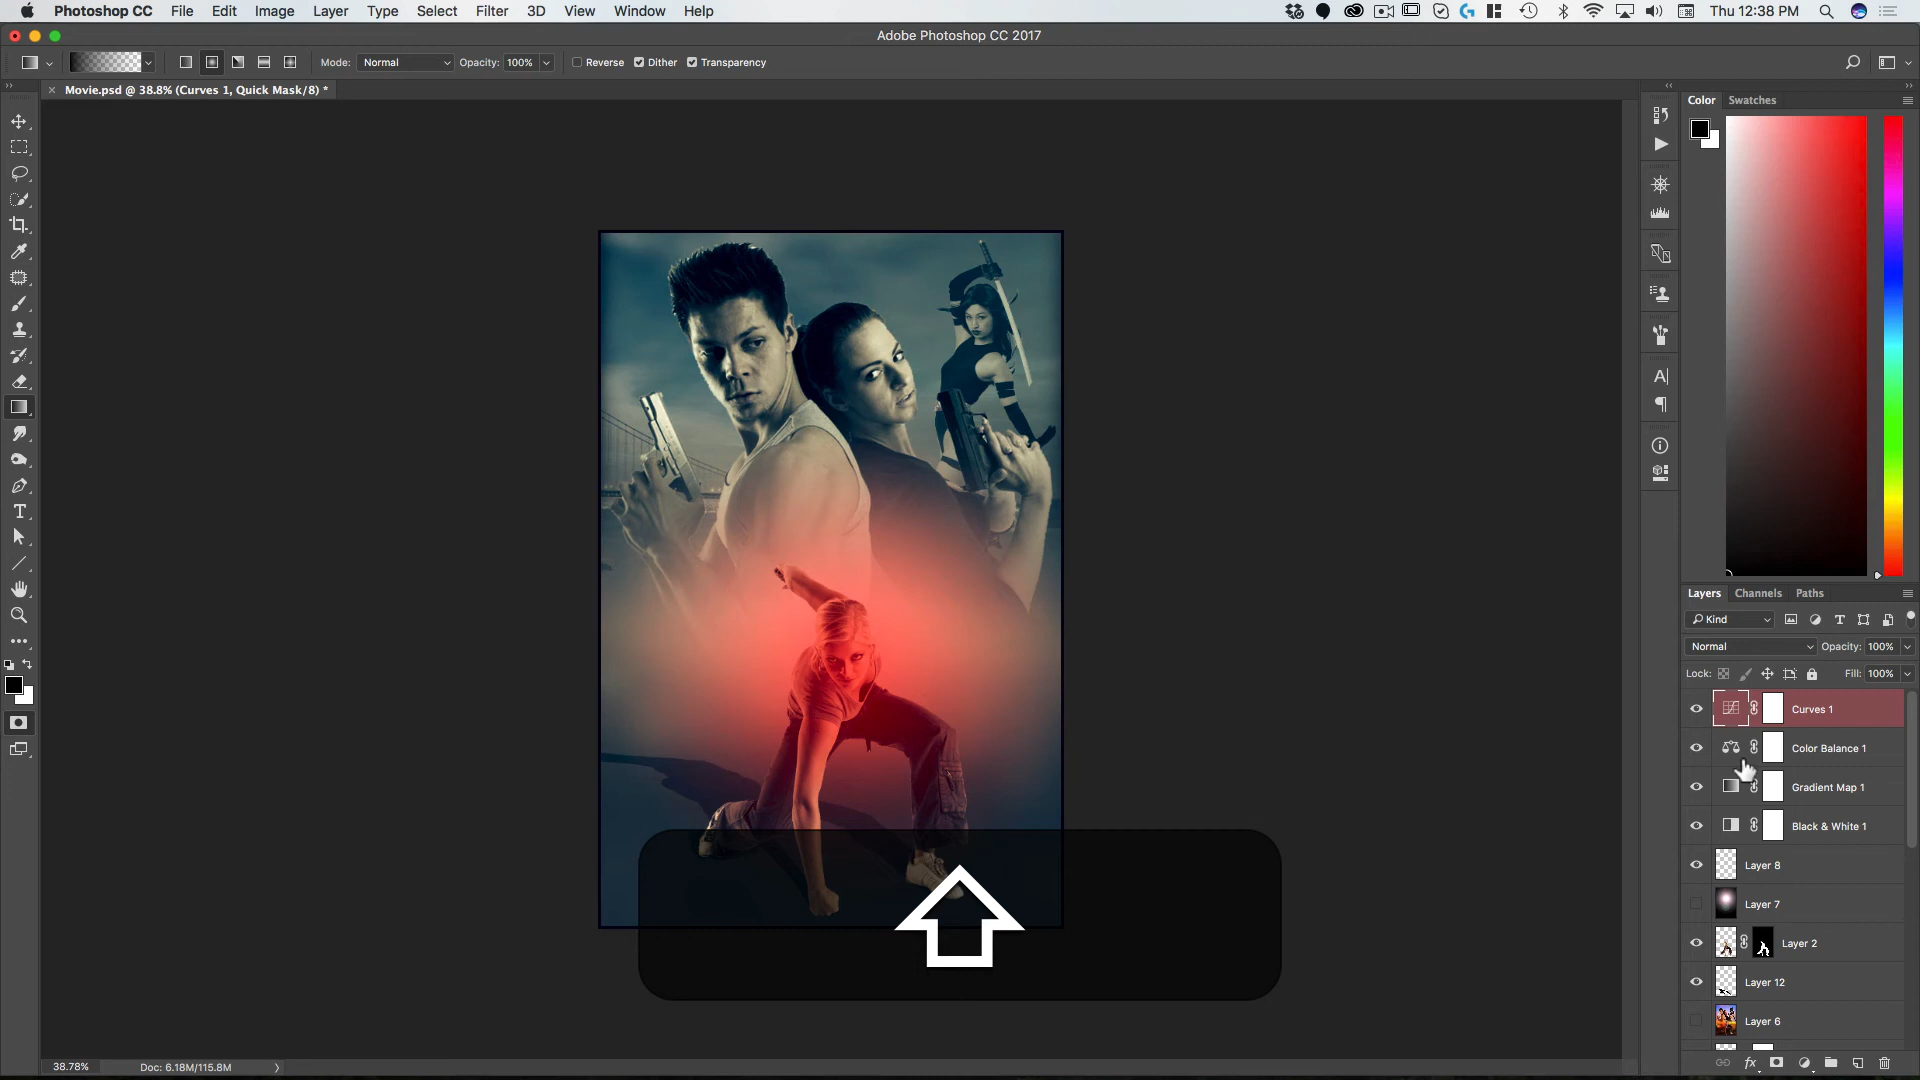 Photoshop CC File Edit Image Layer Type Select Filter 3D View Window Help Thu 12:38 PM
Adobe Photoshop CC 2017
Mode: Normal Opacity: 100% Reverse Dither Transparency
Movie.psd @ 38.8% (Curves 1, Quick Mask/8) *
Color Swatches
Layers Channels Paths
Kind
Normal Opacity: 100%
Lock: Fill: 100%
Curves 1
Color Balance 1
Gradient Map 1
Black & White 1
Layer 8
Layer 7
Layer 2
Layer 12
Layer 6
38.78% Doc: 6.18M/115.8M